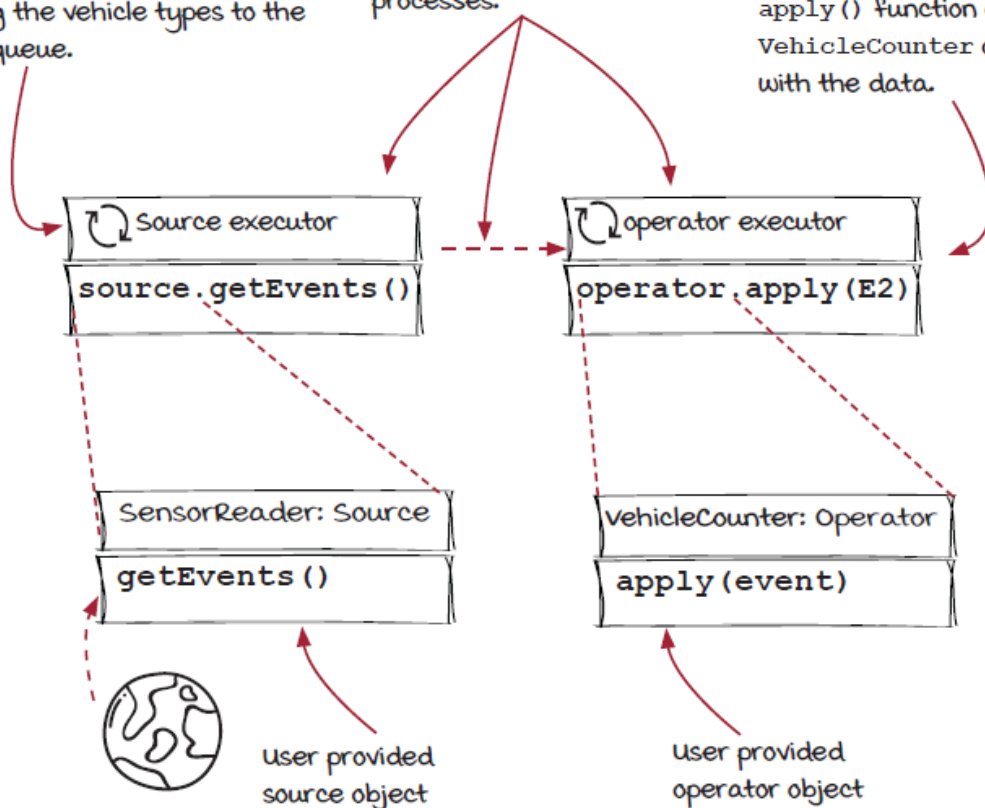 the vehicle types to the
queue.
processes.
apply() function
VehicleCounter
with the data.
Source executor
source.getEvents()
operator executor
operator.apply(E2)
SensorReader: Source
getEvents()
VehicleCounter: Operator
apply(event)
User provided
source object
User provided
operator object